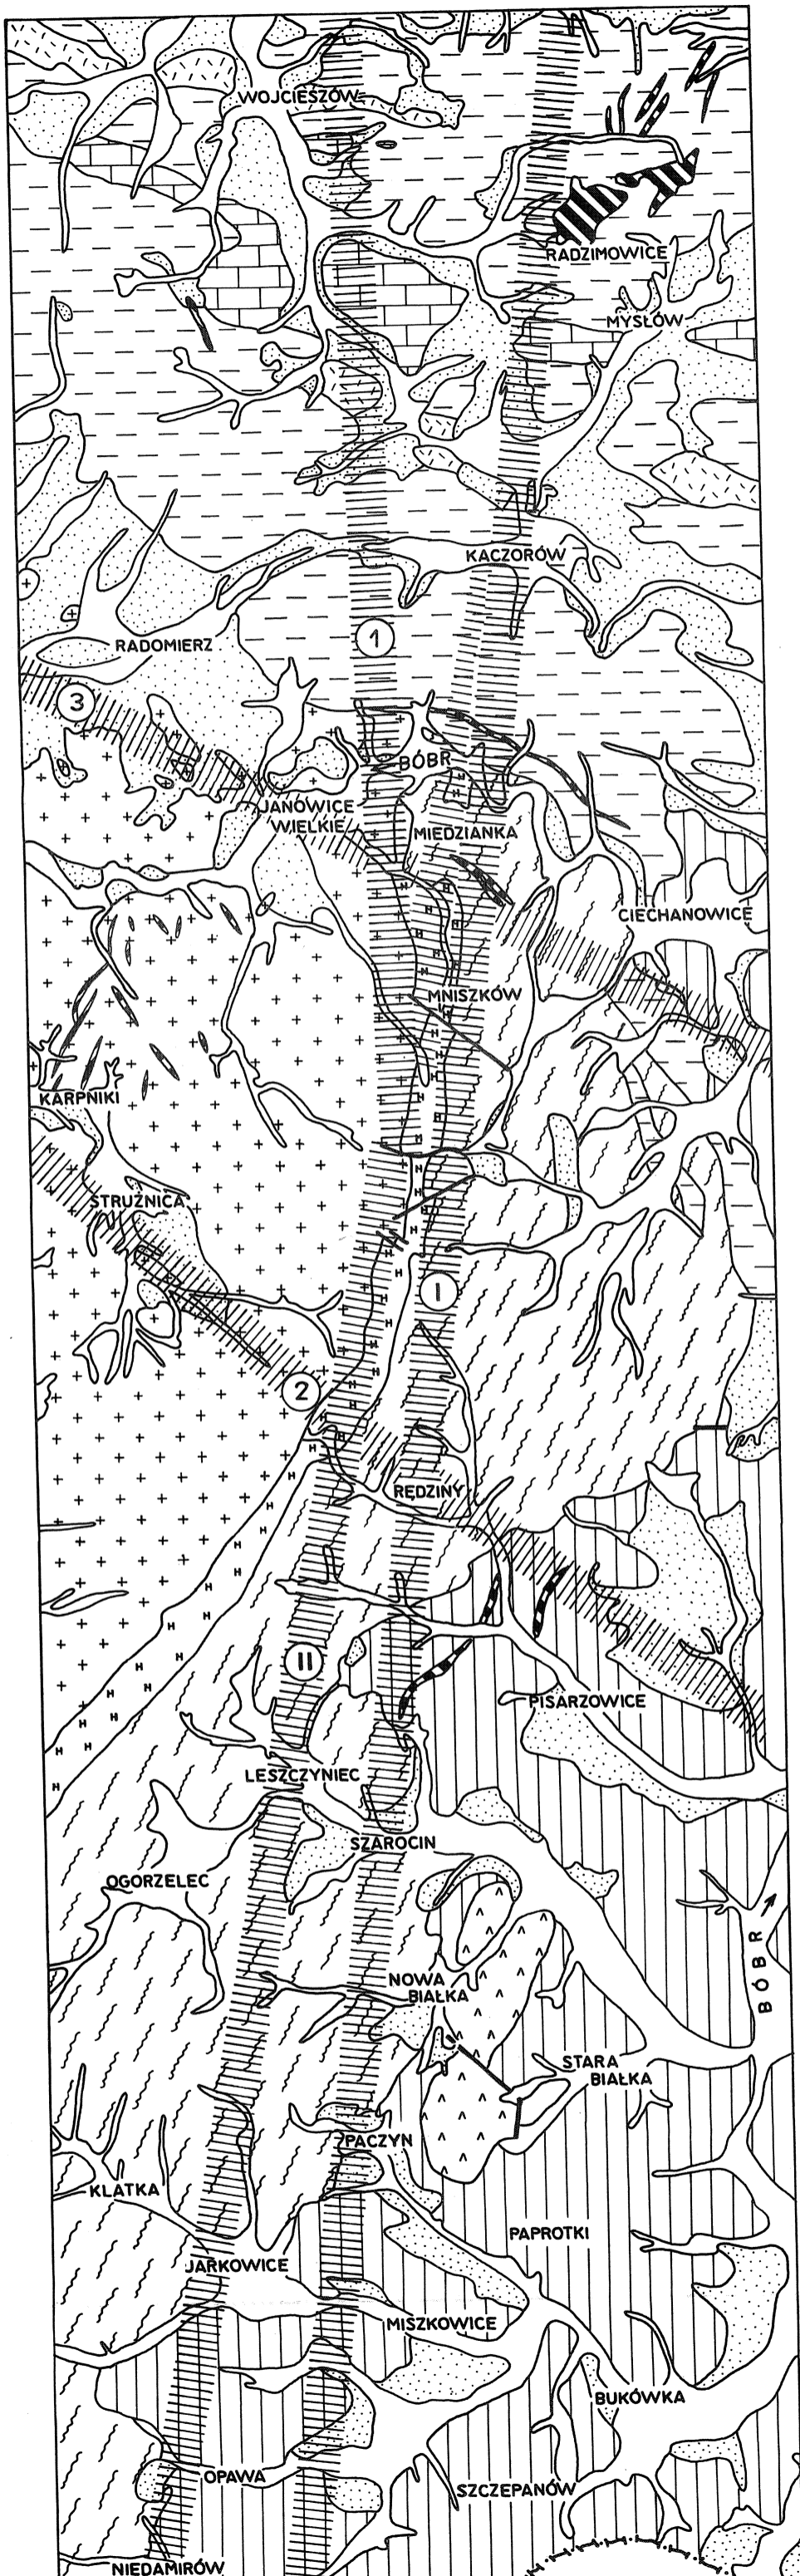 WOJCIESZÓW
RADZIMOWICE
MYSŁÓW
KACZORÓW
1
RADOMIERZ
3
BÓBR
JANOWICE
WIELKIE
MIEDZIANKA
CIECHANOWICE
MNISZKÓW
KARPNIKI
STRUŻNICA
I
2
RĘDZINY
II
PISARZOWICE
LESZCZYNIEC
SZAROCIN
OGORZELEC
BÓBR
NOWA
BIAŁKA
STARA
BIAŁKA
PACZYN
KLATKA
PAPROTKI
JARKOWICE
MISZKOWICE
BUKÓWKA
OPAWA
SZCZEPANÓW
NIEDAMIRÓW